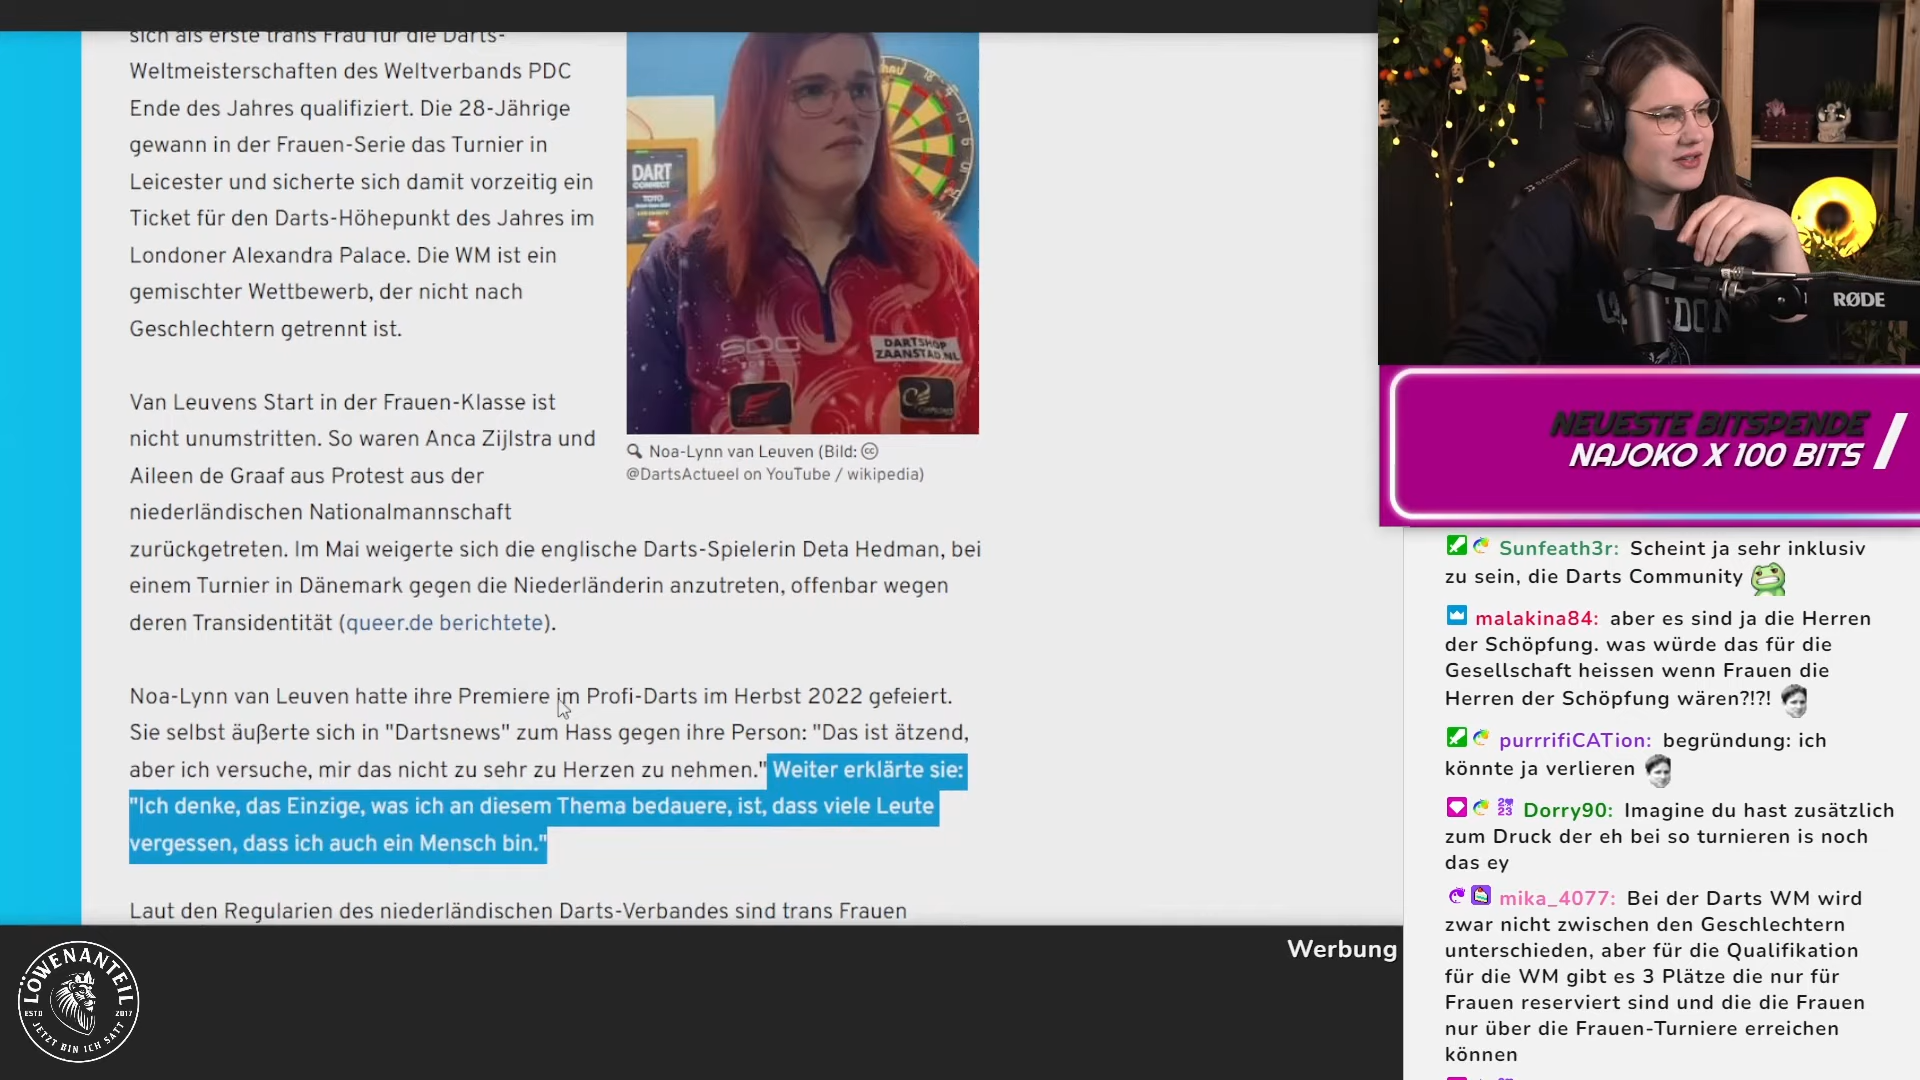 sich als erste trans Frau für die Darts-
Weltmeisterschaften des Weltverbands PDC
Ende des Jahres qualifiziert. Die 28-Jährige
gewann in der Frauen-Serie das Turnier in
Leicester und sicherte sich damit vorzeitig ein
Ticket für den Darts-Höhepunkt des Jahres im
Londoner Alexandra Palace. Die WM ist ein
gemischter Wettbewerb, der nicht nach
Geschlechtern getrennt ist.
Van Leuvens Start in der Frauen-Klasse ist
nicht unumstritten. So waren Anca Zijlstra und
Aileen de Graaf aus Protest aus der
niederländischen Nationalmannschaft
zurückgetreten. Im Mai weigerte sich die englische Darts-Spielerin Deta Hedman, bei
einem Turnier in Dänemark gegen die Niederländerin anzutreten, offenbar wegen
deren Transidentität (queer.de berichtete).
Noa-Lynn van Leuven hatte ihre Premiere im Profi-Darts im Herbst 2022 gefeiert.
Sie selbst äußerte sich in "Dartsnews" zum Hass gegen ihre Person: "Das ist ätzend,
aber ich versuche, mir das nicht zu sehr zu Herzen zu nehmen." Weiter erklärte sie:
"Ich denke, das Einzige, was ich an diesem Thema bedauere, ist, dass viele Leute
vergessen, dass ich auch ein Mensch bin."
Laut den Regularien des niederländischen Darts-Verbandes sind trans Frauen
DART
CONNECT
TOTO
SDG
DARTSHOP
ZAANSTAD.NL
Noa-Lynn van Leuven (Bild: cc
@DartsActueel on YouTube / wikipedia)
RØDE
NEUESTE BITSPENDE
NAJOKO X 100 BITS
Sunfeath3r: Scheint ja sehr inklusiv
zu sein, die Darts Community
malakina84: aber es sind ja die Herren
der Schöpfung. was würde das für die
Gesellschaft heissen wenn Frauen die
Herren der Schöpfung wären?!?!
purrrifiCATion: begründung: ich
könnte ja verlieren
2023 Dorry90: Imagine du hast zusätzlich
zum Druck der eh bei so turnieren is noch
das ey
mika_4077: Bei der Darts WM wird
zwar nicht zwischen den Geschlechtern
unterschieden, aber für die Qualifikation
für die WM gibt es 3 Plätze die nur für
Frauen reserviert sind und die die Frauen
nur über die Frauen-Turniere erreichen
können
Werbung
LÖWENANTEIL
ESTD 2017
JETZT BIN ICH SATT